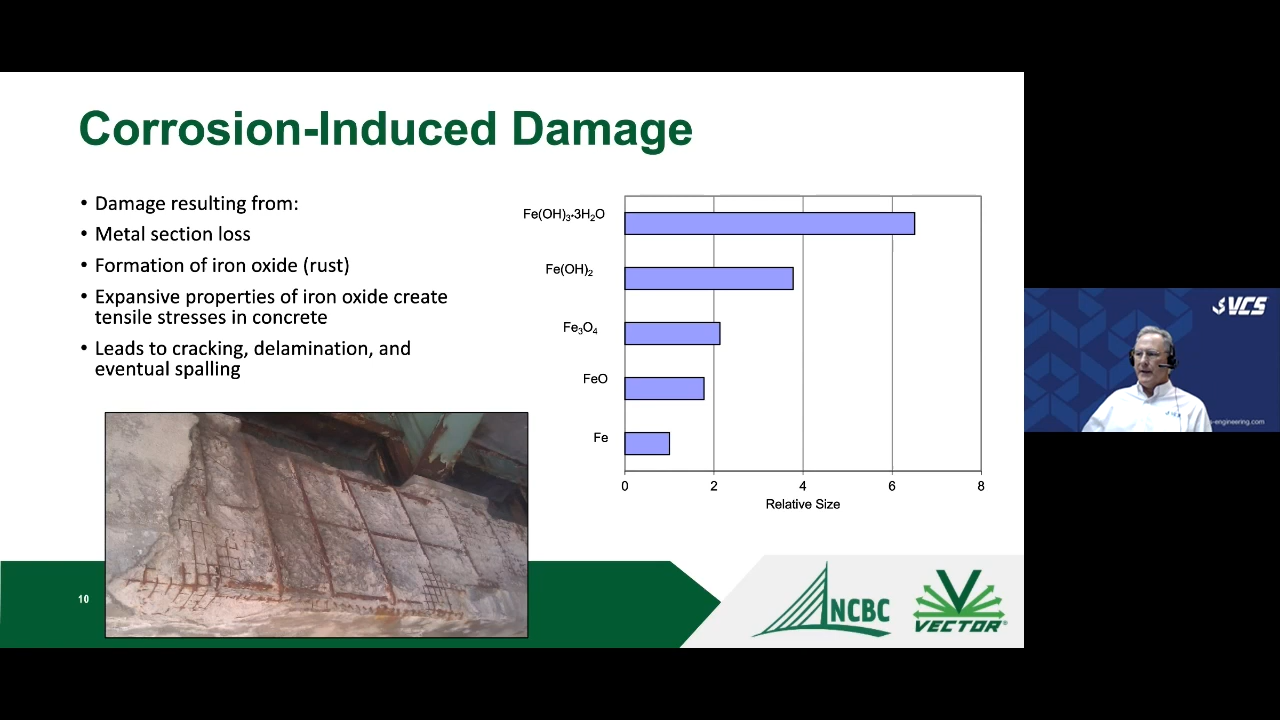 Corrosion-Induced Damage
• Damage resulting from:
• Metal section loss
• Formation of iron oxide (rust)
• Expansive properties of iron oxide create
tensile stresses in concrete
• Leads to cracking, delamination, and
eventual spalling
Fe(OH)₃•3H₂O
Fe(OH)₂
Fe₃O₄
FeO
Fe
0 2 4 6 8
Relative Size
10
NCBC
VECTOR®
VCS
-engineering.com